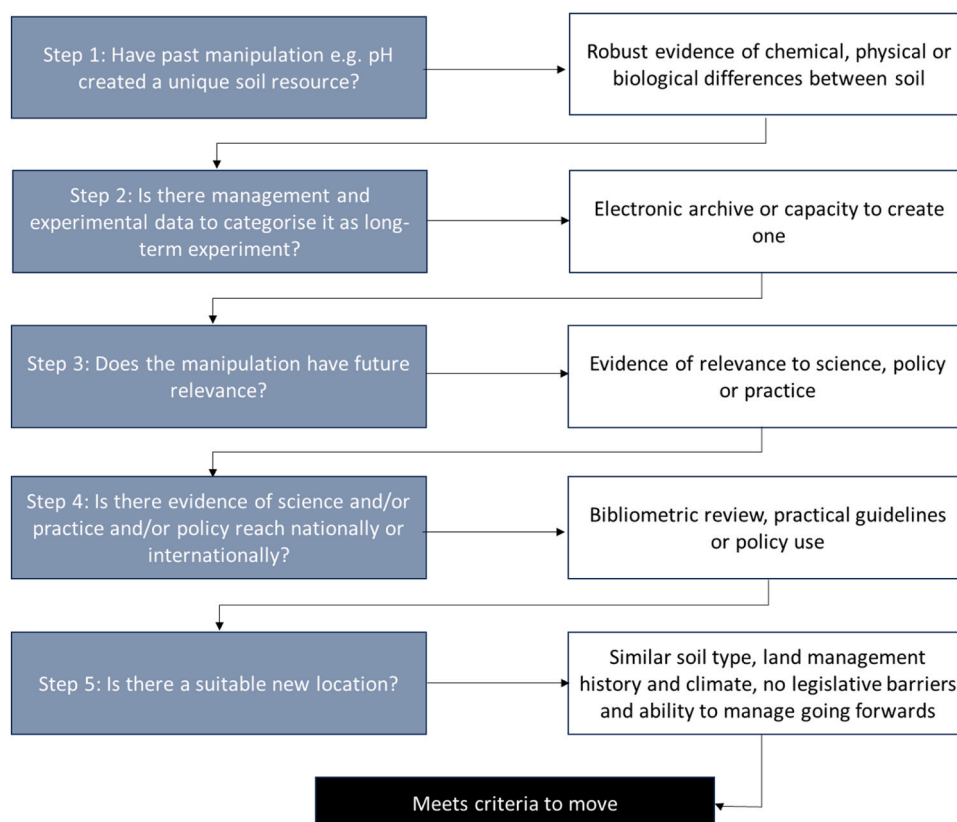 Step 1: Have past manipulation e.g. pH
created a unique soil resource?
Robust evidence of chemical, physical or
biological differences between soil
Step 2: Is there management and
experimental data to categorise it as long-
term experiment?
Electronic archive or capacity to create
one
Step 3: Does the manipulation have future
relevance?
Evidence of relevance to science, policy
or practice
Step 4: Is there evidence of science and/or
practice and/or policy reach nationally or
internationally?
Bibliometric review, practical guidelines
or policy use
Step 5: Is there a suitable new location?
Similar soil type, land management
history and climate, no legislative barriers
and ability to manage going forwards
Meets criteria to move